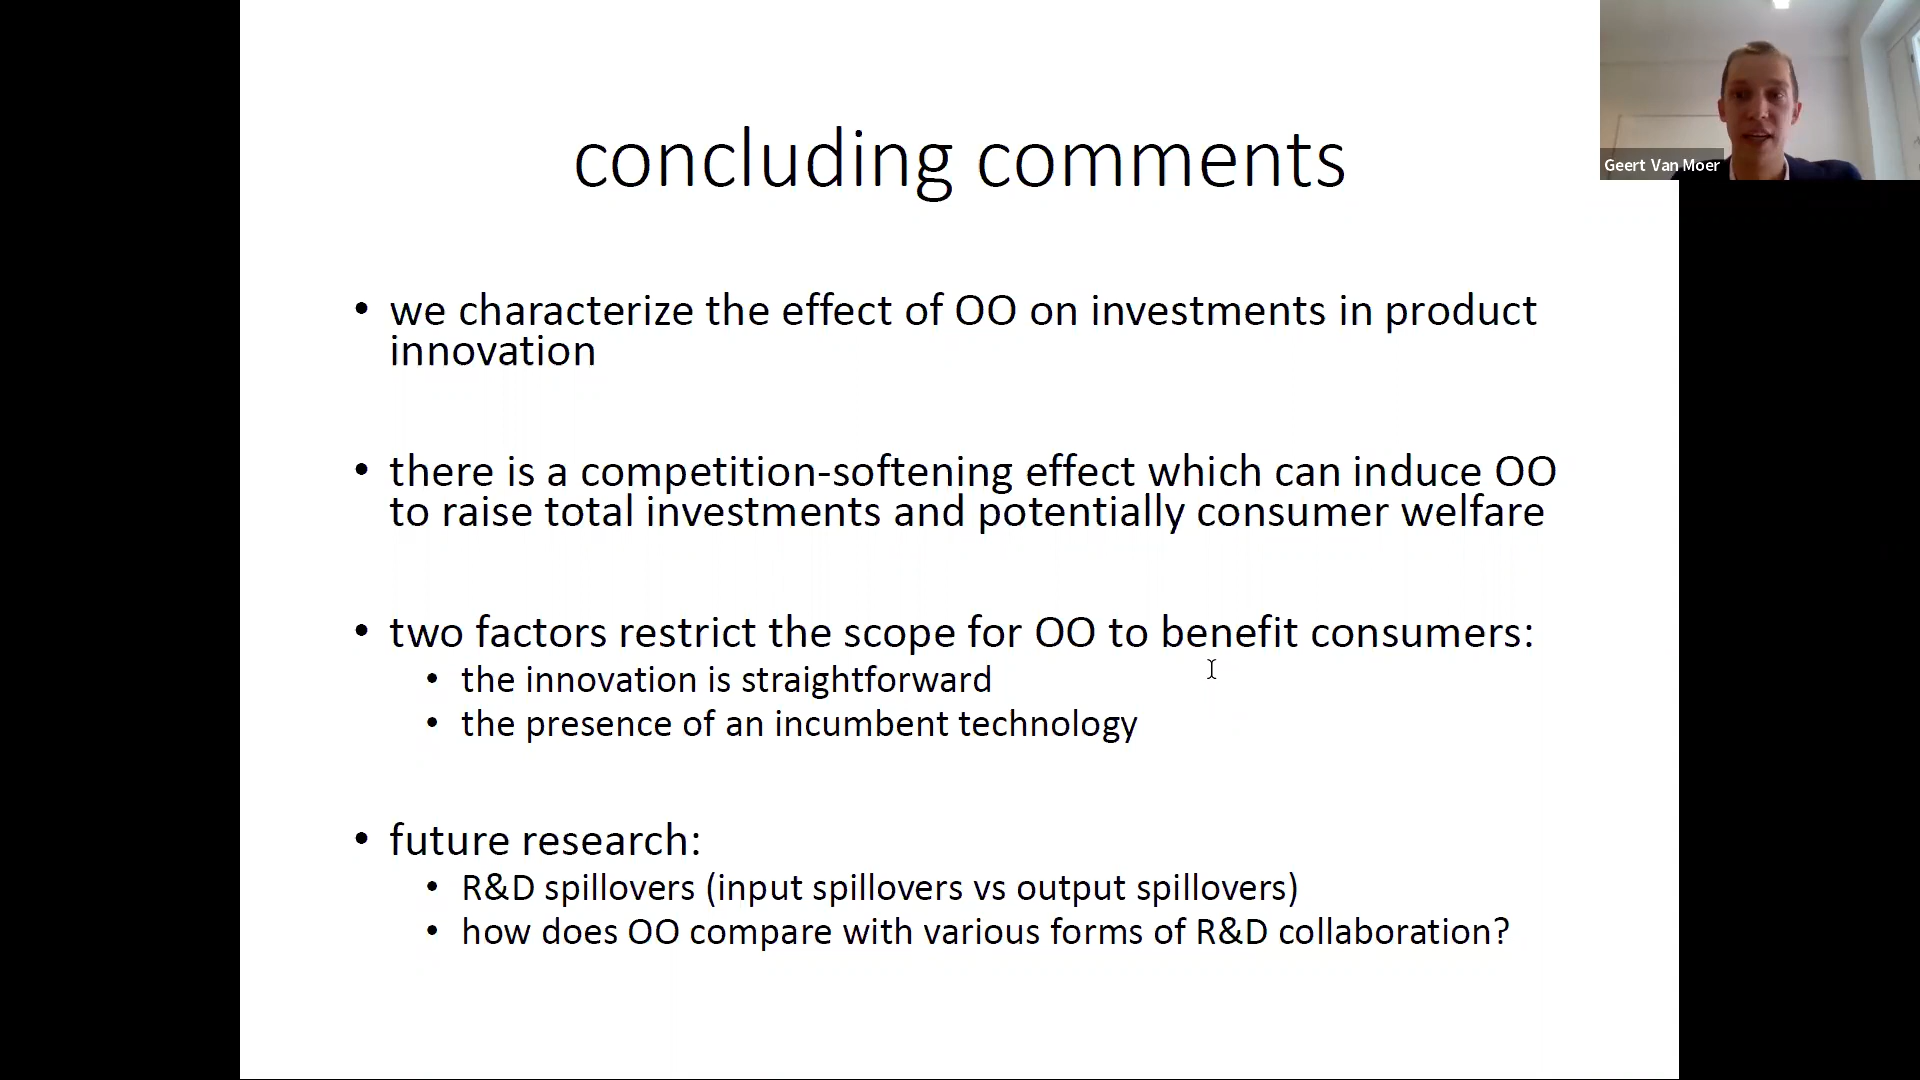 Geert Van Moer
concluding comments
• we characterize the effect of OO on investments in product
innovation
• there is a competition-softening effect which can induce OO
to raise total investments and potentially consumer welfare
• two factors restrict the scope for OO to benefit consumers:
• the innovation is straightforward
• the presence of an incumbent technology
• future research:
• R&D spillovers (input spillovers vs output spillovers)
• how does OO compare with various forms of R&D collaboration?